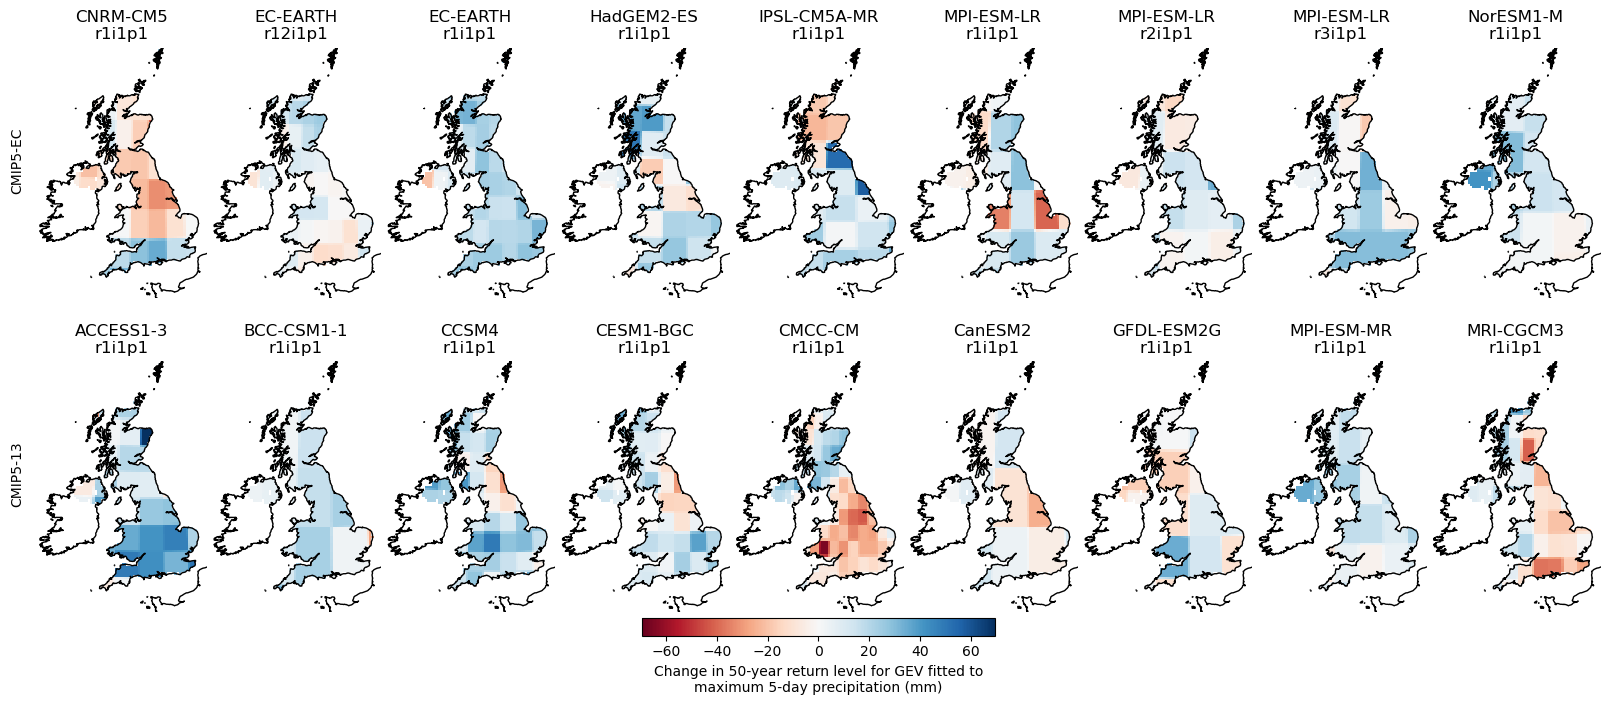 CNRM-CM5
r1i1p1
EC-EARTH
r12i1p1
EC-EARTH
r1i1p1
HadGEM2-ES
r1i1p1
IPSL-CM5A-MR
r1i1p1
MPI-ESM-LR
r1i1p1
MPI-ESM-LR
r2i1p1
MPI-ESM-LR
r3i1p1
NorESM1-M
r1i1p1
CMIP5-EC
ACCESS1-3
r1i1p1
BCC-CSM1-1
r1i1p1
CCSM4
r1i1p1
CESM1-BGC
r1i1p1
CMCC-CM
r1i1p1
CanESM2
r1i1p1
GFDL-ESM2G
r1i1p1
MPI-ESM-MR
r1i1p1
MRI-CGCM3
r1i1p1
CMIP5-13
−60 −40 −20 0 20 40 60
Change in 50-year return level for GEV fitted to
maximum 5-day precipitation (mm)